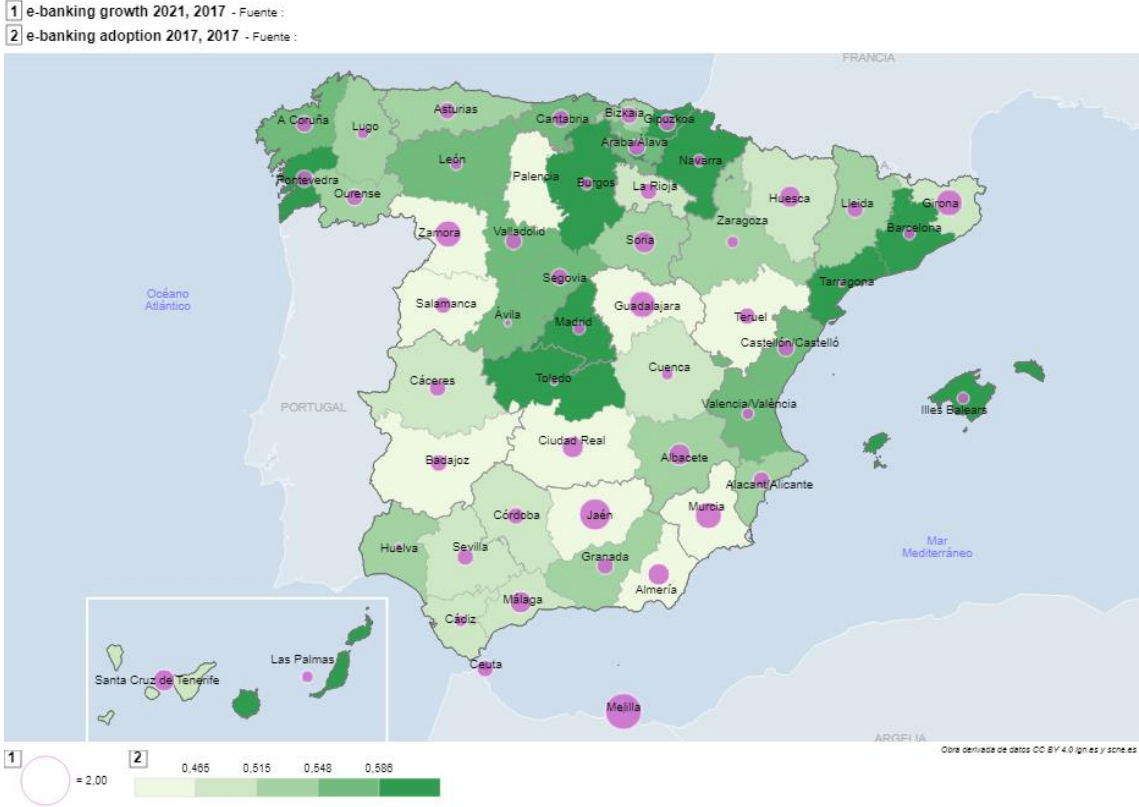 1 e-banking growth 2021, 2017 - Fuente :
2 e-banking adoption 2017, 2017 - Fuente :
FRANCIA
A Coruña
Lugo
Asturias
Cantabria
Bizkaia
Gipuzkoa
Araba/Álava
Navarra
León
Palencia
Burgos
Pontevedra
Ourense
La Rioja
Huesca
Lleida
Girona
Barcelona
Zamora
Valladolid
Soria
Zaragoza
Tarragona
Océano
Atlántico
Salamanca
Segovia
Ávila
Madrid
Guadalajara
Teruel
Castellón/Castelló
PORTUGAL
Cáceres
Toledo
Cuenca
Valencia/València
Illes Balears
Badajoz
Ciudad Real
Albacete
Alacant/Alicante
Huelva
Sevilla
Córdoba
Jaén
Murcia
Granada
Almería
Mar
Mediterráneo
Cádiz
Málaga
Ceuta
Melilla
Las Palmas
Santa Cruz de Tenerife
ARGELIA
Obra derivada de datos CC BY 4.0 ign.es y scne.es
1
= 2,00
2
0,465 0,515 0,548 0,586